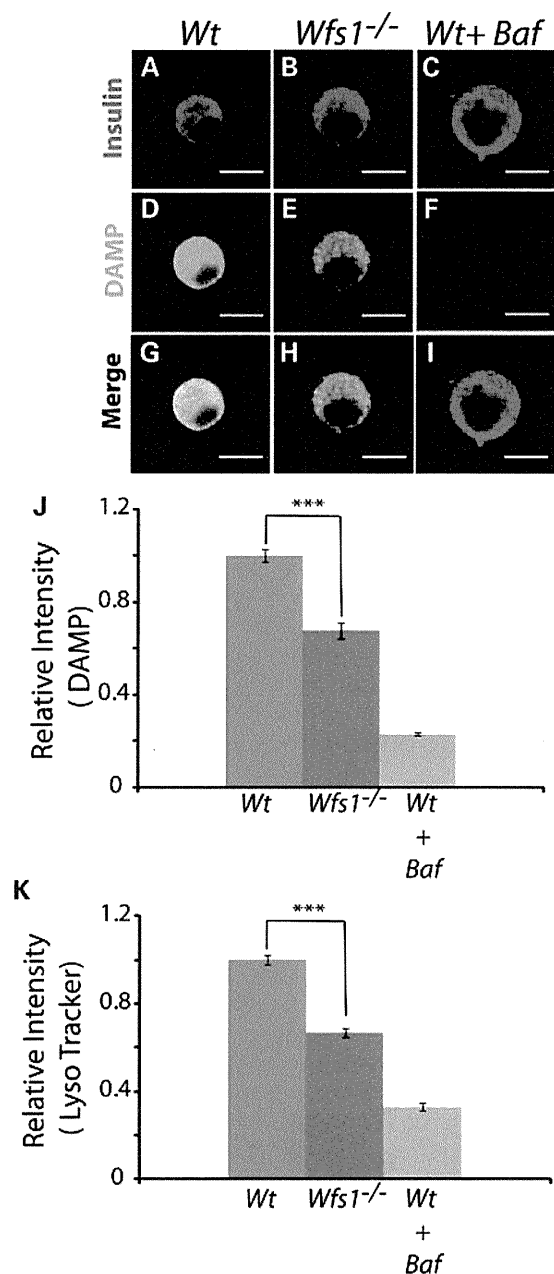 Wt Wfs1-/- Wt+ Baf
Insulin
A B C
DAMP
D E F
Merge
G H I
J
Relative Intensity
( DAMP)
1.2
0.8
0.4
0
***
Wt Wfs1-/- Wt
+
Baf
K
Relative Intensity
( Lyso Tracker)
1.2
0.8
0.4
0
***
Wt Wfs1-/- Wt
+
Baf